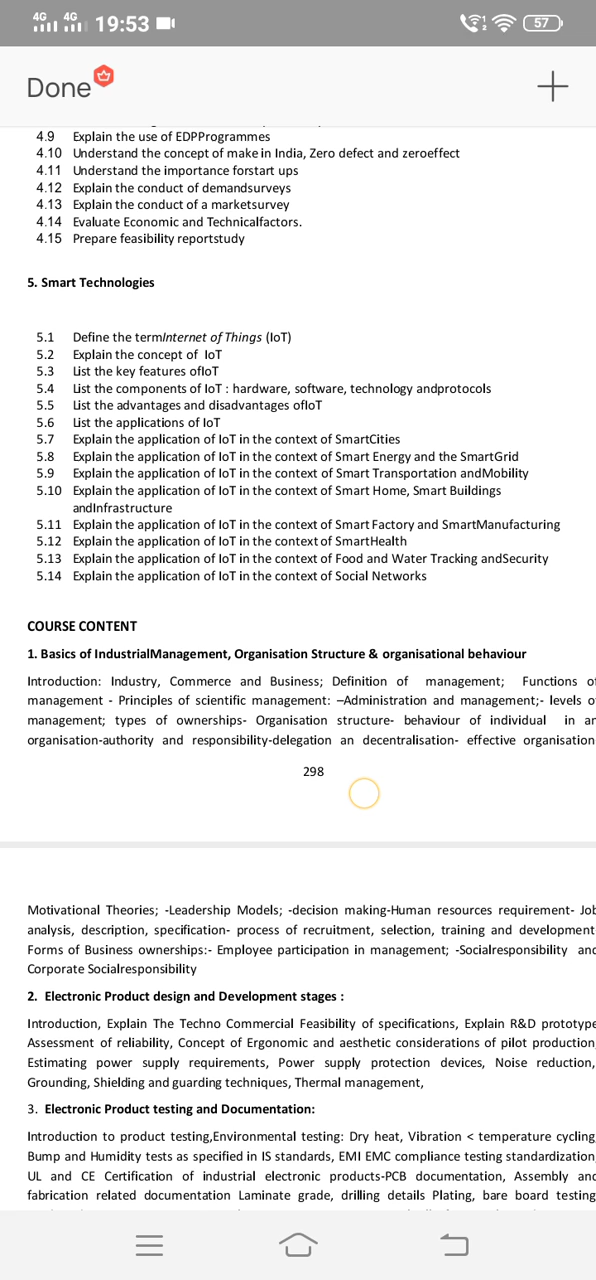 4G 4G 19:53 57
Done
4.9 Explain the use of EDPProgrammes
4.10 Understand the concept of make in India, Zero defect and zeroeffect
4.11 Understand the importance forstart ups
4.12 Explain the conduct of demandsurveys
4.13 Explain the conduct of a marketsurvey
4.14 Evaluate Economic and Technicalfactors.
4.15 Prepare feasibility reportstudy
5. Smart Technologies
5.1 Define the termInternet of Things (IoT)
5.2 Explain the concept of IoT
5.3 List the key features ofIoT
5.4 List the components of IoT : hardware, software, technology andprotocols
5.5 List the advantages and disadvantages ofIoT
5.6 List the applications of IoT
5.7 Explain the application of IoT in the context of SmartCities
5.8 Explain the application of IoT in the context of Smart Energy and the SmartGrid
5.9 Explain the application of IoT in the context of Smart Transportation andMobility
5.10 Explain the application of IoT in the context of Smart Home, Smart Buildings
andInfrastructure
5.11 Explain the application of IoT in the context of Smart Factory and SmartManufacturing
5.12 Explain the application of IoT in the context of SmartHealth
5.13 Explain the application of IoT in the context of Food and Water Tracking andSecurity
5.14 Explain the application of IoT in the context of Social Networks
COURSE CONTENT
1. Basics of IndustrialManagement, Organisation Structure & organisational behaviour
Introduction: Industry, Commerce and Business; Definition of management; Functions of
management - Principles of scientific management: –Administration and management;- levels o
management; types of ownerships- Organisation structure- behaviour of individual in an
organisation-authority and responsibility-delegation an decentralisation- effective organisation
298
Motivational Theories; -Leadership Models; -decision making-Human resources requirement- Job
analysis, description, specification- process of recruitment, selection, training and development
Forms of Business ownerships:- Employee participation in management; -Socialresponsibility and
Corporate Socialresponsibility
2. Electronic Product design and Development stages :
Introduction, Explain The Techno Commercial Feasibility of specifications, Explain R&D prototype
Assessment of reliability, Concept of Ergonomic and aesthetic considerations of pilot production,
Estimating power supply requirements, Power supply protection devices, Noise reduction,
Grounding, Shielding and guarding techniques, Thermal management,
3. Electronic Product testing and Documentation:
Introduction to product testing,Environmental testing: Dry heat, Vibration < temperature cycling,
Bump and Humidity tests as specified in IS standards, EMI EMC compliance testing standardization,
UL and CE Certification of industrial electronic products-PCB documentation, Assembly and
fabrication related documentation Laminate grade, drilling details Plating, bare board testing